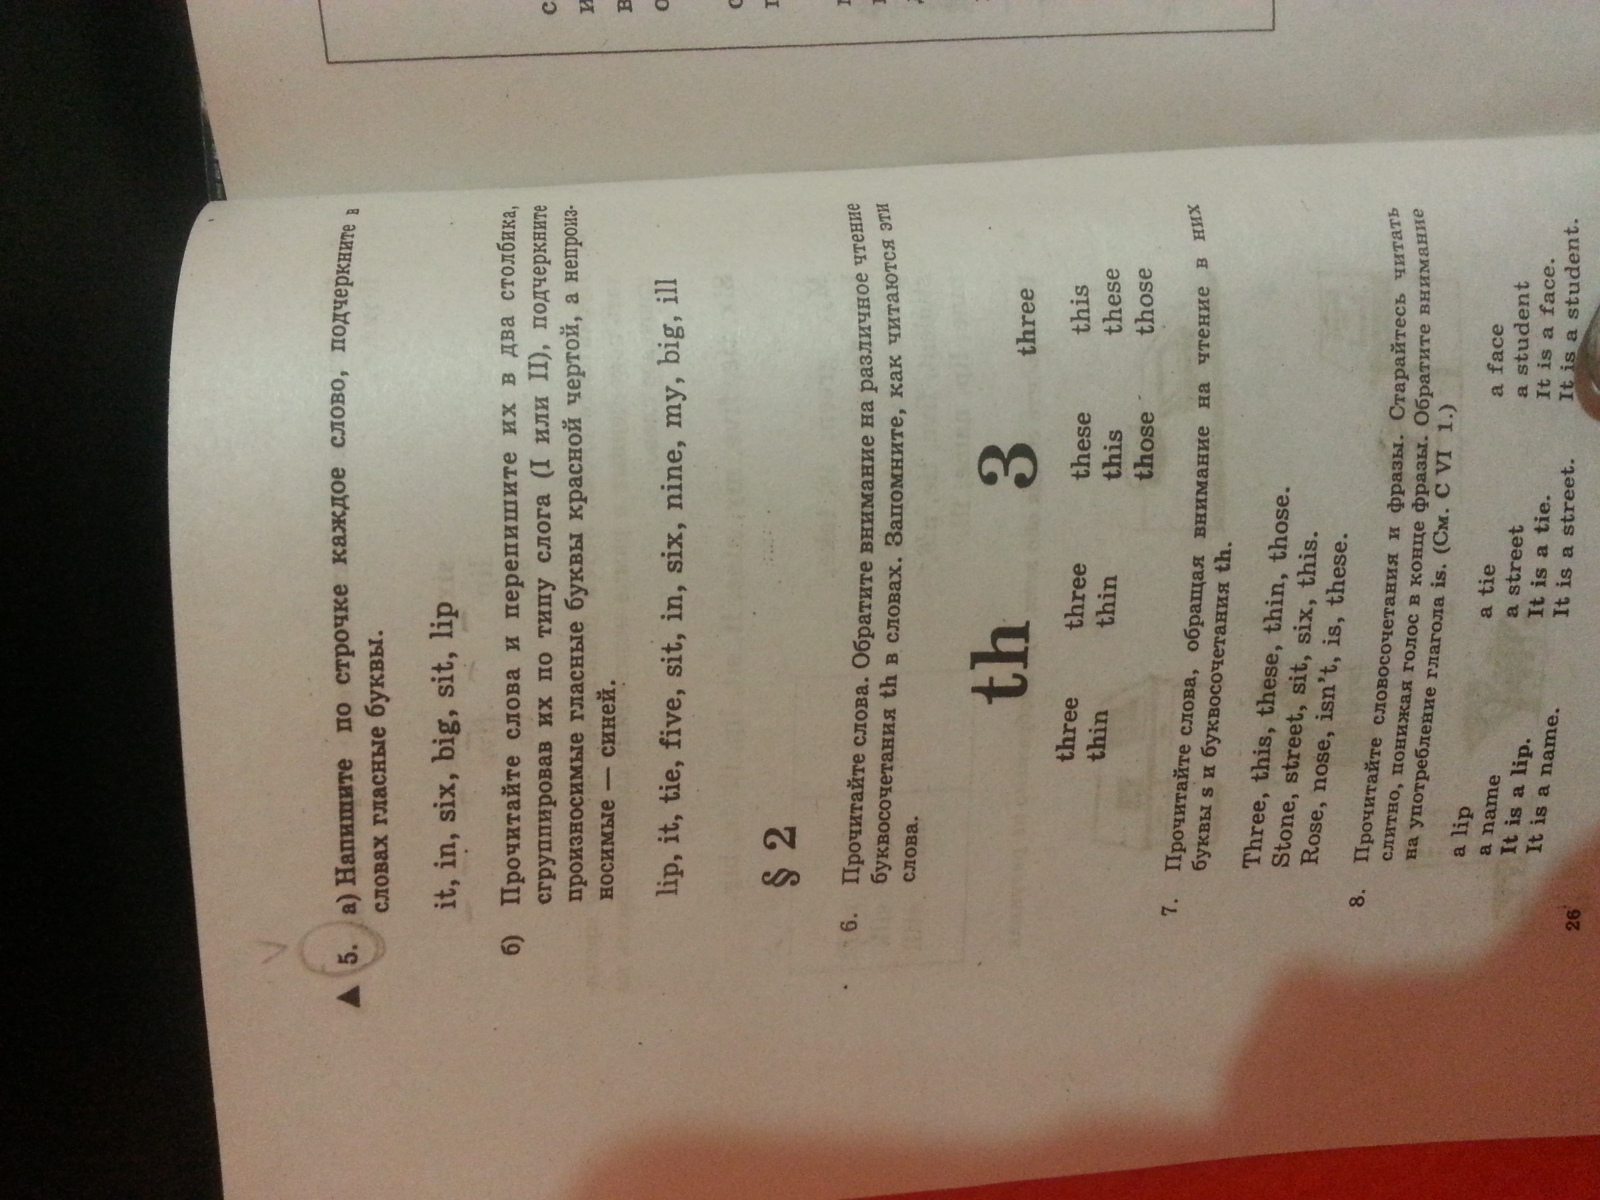 ▲ 5. а) Напишите по строчке каждое слово, подчеркните в
словах гласные буквы.
it, in, six, big, sit, lip
б) Прочитайте слова и перепишите их в два столбика,
сгруппировав их по типу слога (I или II), подчеркните
произносимые гласные буквы красной чертой, а непроиз-
носимые — синей.
lip, it, tie, five, sit, in, six, nine, my, big, ill
§ 2
6. Прочитайте слова. Обратите внимание на различное чтение
буквосочетания th в словах. Запомните, как читаются эти
слова.
th 3 three
three three these this
thin thin this these
those those
7. Прочитайте слова, обращая внимание на чтение в них
буквы s и буквосочетания th.
Three, this, these, thin, those.
Stone, street, sit, six, this.
Rose, nose, isn't, is, these.
8. Прочитайте словосочетания и фразы. Старайтесь читать
слитно, понижая голос в конце фразы. Обратите внимание
на употребление глагола is. (См. С VI 1.)
a lip a tie a face
a name a street a student
It is a lip. It is a tie. It is a face.
It is a name. It is a street. It is a student.
26